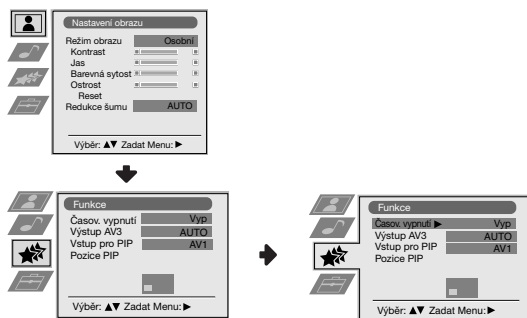 Nastavení obrazu
Režim obrazu Osobní
Kontrast
Jas
Barevná sytost
Ostrost
Reset
Redukce šumu AUTO
Výběr: ▲▼ Zadat Menu: ▶
Funkce
Časov. vypnutí Vyp
Výstup AV3 AUTO
Vstup pro PIP AV1
Pozice PIP
Výběr: ▲▼ Zadat Menu: ▶
Funkce
Časov. vypnutí ▶ Vyp
Výstup AV3 AUTO
Vstup pro PIP AV1
Pozice PIP
Výběr: ▲▼ Zadat Menu: ▶